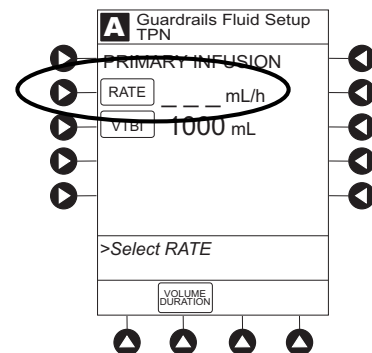 A Guardrails Fluid Setup
TPN
PRIMARY INFUSION
RATE _ _ _ mL/h
VTBI 1000 mL
>Select RATE
VOLUME
DURATION